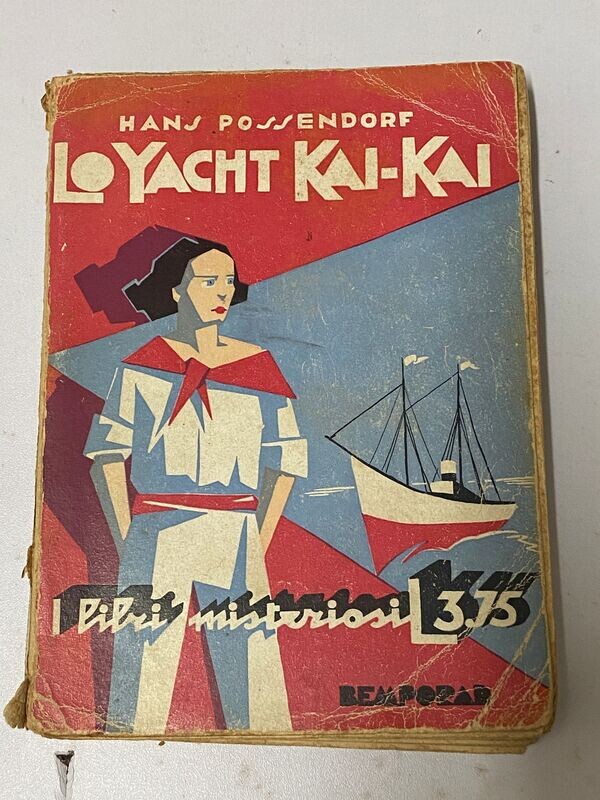 HANS POSSENDORF
LO YACHT KAI-KAI
I libri misteriosi L 3.75
BEMPORAD